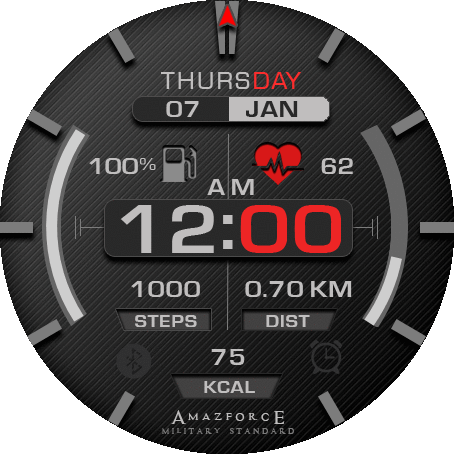 THURSDAY
07 JAN
100% 62
AM
12:00
1000 0.70 KM
STEPS DIST
75
KCAL
AMAZFORCE
MILITARY STANDARD